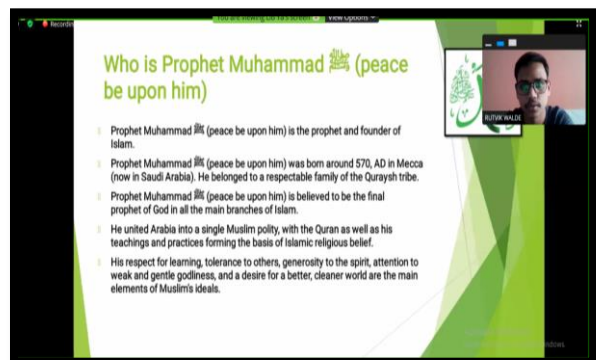 Recording
You are viewing
screen
View Options
Who is Prophet Muhammad ﷺ (peace
be upon him)
Prophet Muhammad ﷺ (peace be upon him) is the prophet and founder of
Islam.
Prophet Muhammad ﷺ (peace be upon him) was born around 570, AD in Mecca
(now in Saudi Arabia). He belonged to a respectable family of the Quraysh tribe.
Prophet Muhammad ﷺ (peace be upon him) is believed to be the final
prophet of God in all the main branches of Islam.
He united Arabia into a single Muslim polity, with the Quran as well as his
teachings and practices forming the basis of Islamic religious belief.
His respect for learning, tolerance to others, generosity to the spirit, attention to
weak and gentle godliness, and a desire for a better, cleaner world are the main
elements of Muslim's ideals.
RUTVIK WALDE